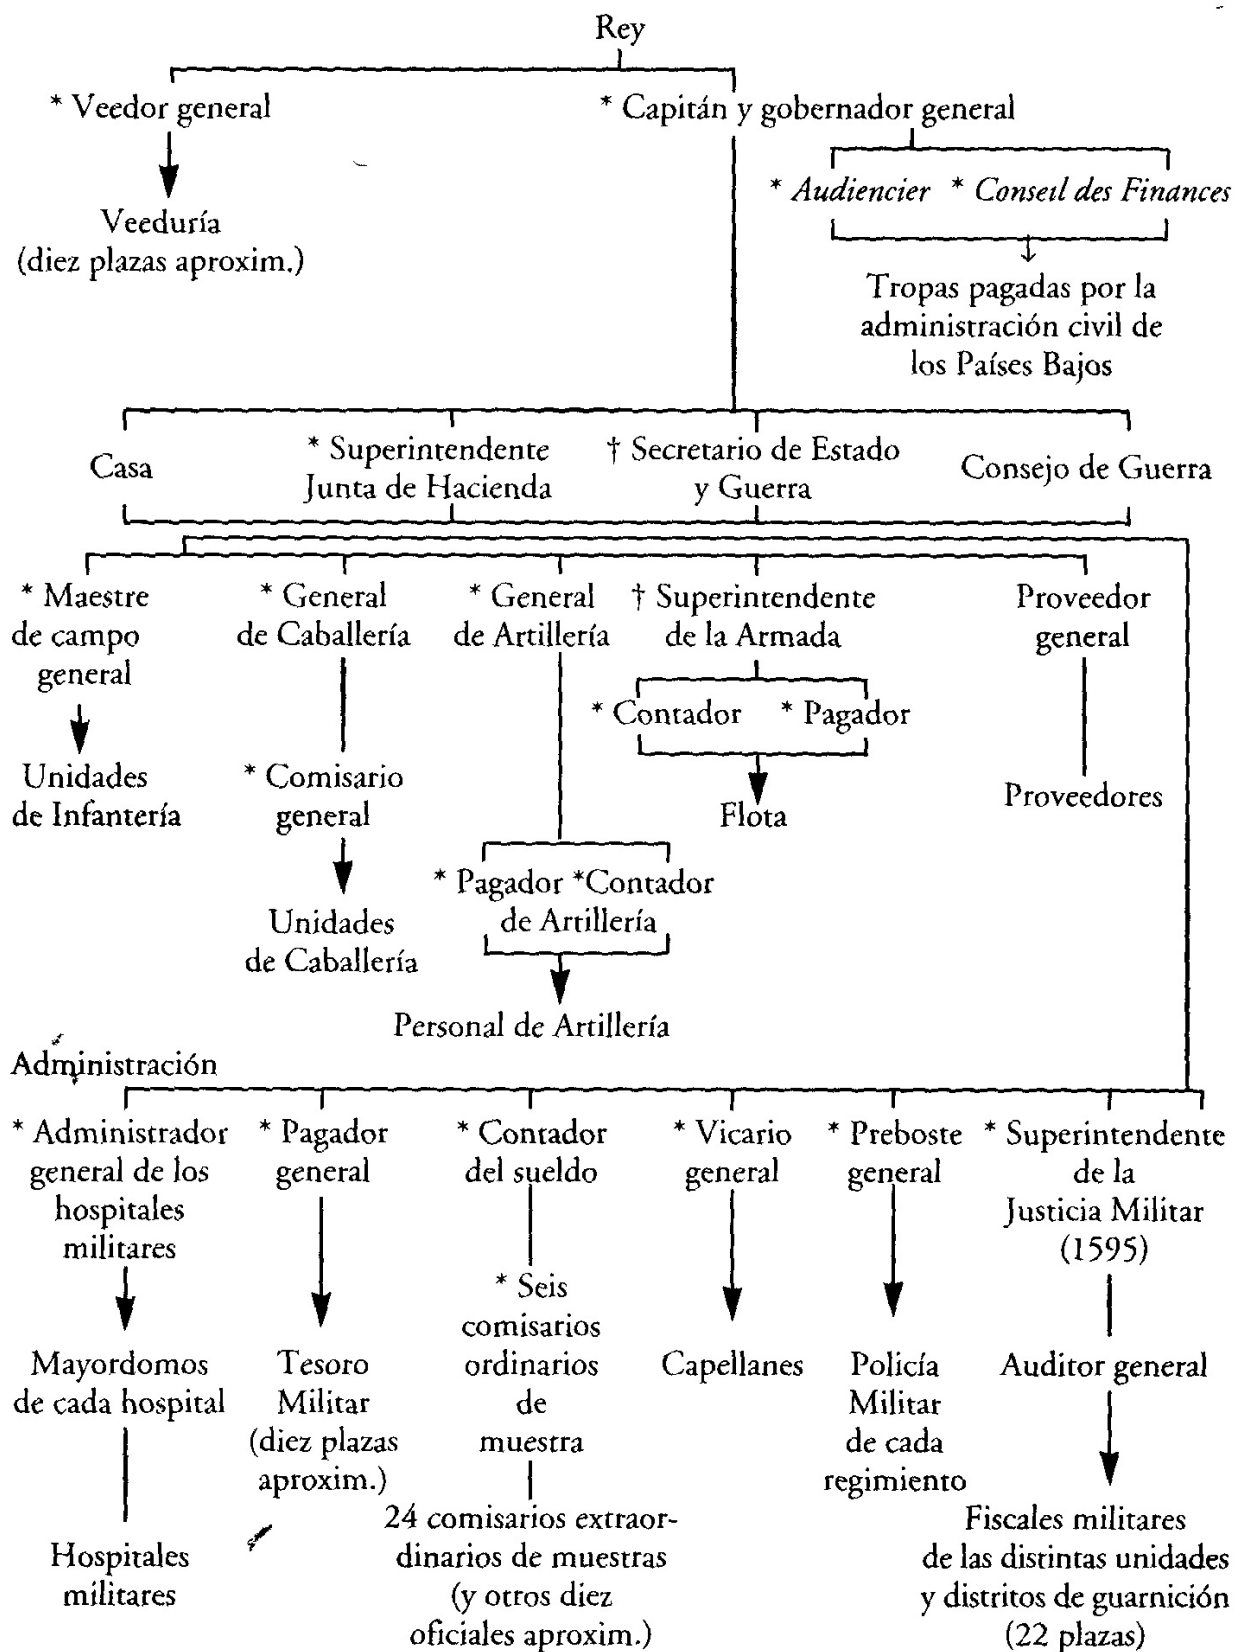 Rey
* Veedor general
* Capitán y gobernador general
* Audiencier * Conseil des Finances
Veeduría
(diez plazas aproxim.)
Tropas pagadas por la
administración civil de
los Países Bajos
Casa
* Superintendente
Junta de Hacienda
† Secretario de Estado
y Guerra
Consejo de Guerra
* Maestre
de campo
general
* General
de Caballería
* General
de Artillería
† Superintendente
de la Armada
Proveedor
general
* Contador * Pagador
Unidades
de Infantería
* Comisario
general
Flota
Proveedores
* Pagador *Contador
de Artillería
Unidades
de Caballería
Personal de Artillería
Administración
* Administrador
general de los
hospitales
militares
* Pagador
general
* Contador
del sueldo
* Vicario
general
* Preboste
general
* Superintendente
de la
Justicia Militar
(1595)
* Seis
comisarios
ordinarios
de
muestra
Mayordomos
de cada hospital
Tesoro
Militar
(diez plazas
aproxim.)
Capellanes
Policía
Militar
de cada
regimiento
Auditor general
Hospitales
militares
24 comisarios extraor-
dinarios de muestras
(y otros diez
oficiales aproxim.)
Fiscales militares
de las distintas unidades
y distritos de guarnición
(22 plazas)